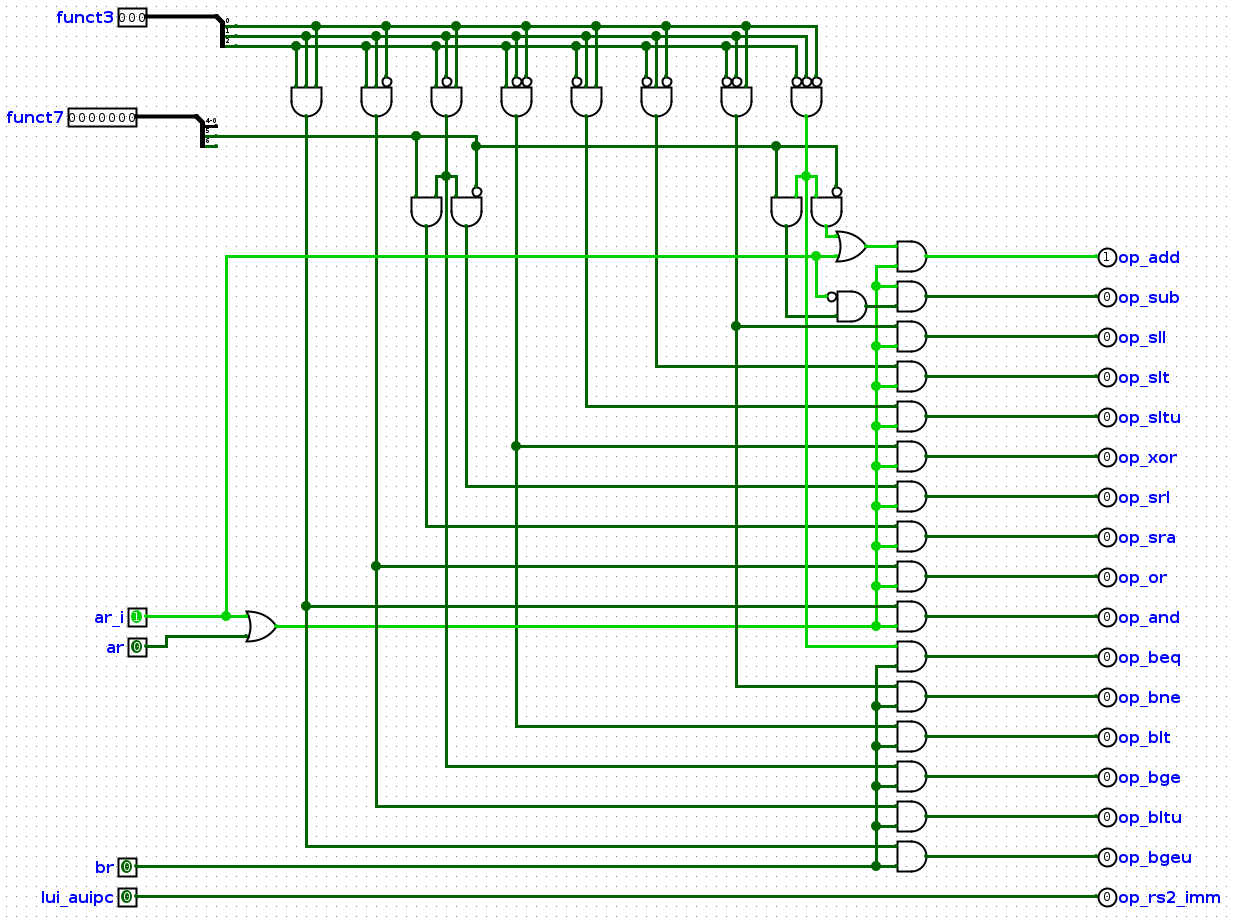 funct3 000
0
1
2
funct7 0000000
4-0
5
6
1 op_add
0 op_sub
0 op_sll
0 op_slt
0 op_sltu
0 op_xor
0 op_srl
0 op_sra
0 op_or
ar_i 1
0 op_and
ar 0
0 op_beq
0 op_bne
0 op_blt
0 op_bge
0 op_bltu
br 0
0 op_bgeu
lui_auipc 0
0 op_rs2_imm